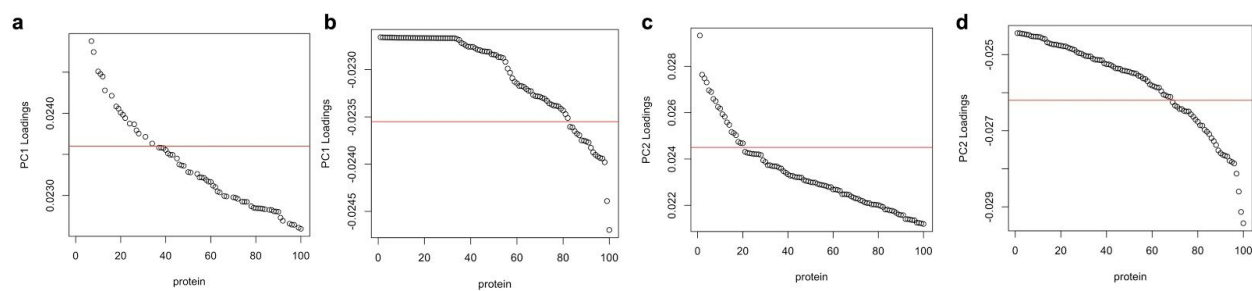 a
PC1 Loadings
0.0240
0.0230
0 20 40 60 80 100
protein
b
PC1 Loadings
-0.0230
-0.0235
-0.0240
-0.0245
0 20 40 60 80 100
protein
c
PC2 Loadings
0.028
0.026
0.024
0.022
0 20 40 60 80 100
protein
d
PC2 Loadings
-0.025
-0.027
-0.029
0 20 40 60 80 100
protein